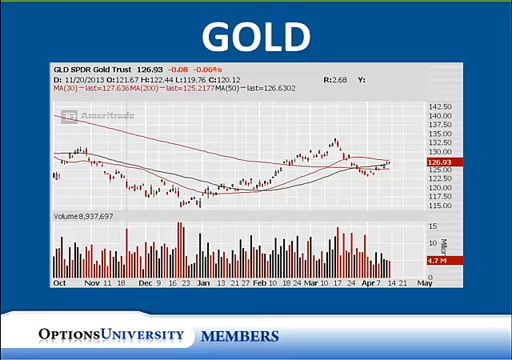 GOLD
GLD SPDR Gold Trust 126.93 -0.08 -0.06%
D: 11/20/2013 O:121.67 H:122.44 L:119.76 C:120.12 R:2.68 Y:
MA(30) - last=127.636 MA(200) - last=125.2177 MA(50) - last=126.6302
Ameritrade
142.50
140.00
137.50
135.00
132.50
130.00
126.93
125.00
122.50
120.00
117.50
115.00
Volume 8,937,697
15
10
4.7 M
0
Millions
Oct Nov 11 18 Dec 9 16 23 Jan 13 21 27 Feb 10 18 24 Mar 10 17 24 Apr 7 14 21 May
OPTIONSUNIVERSITY MEMBERS